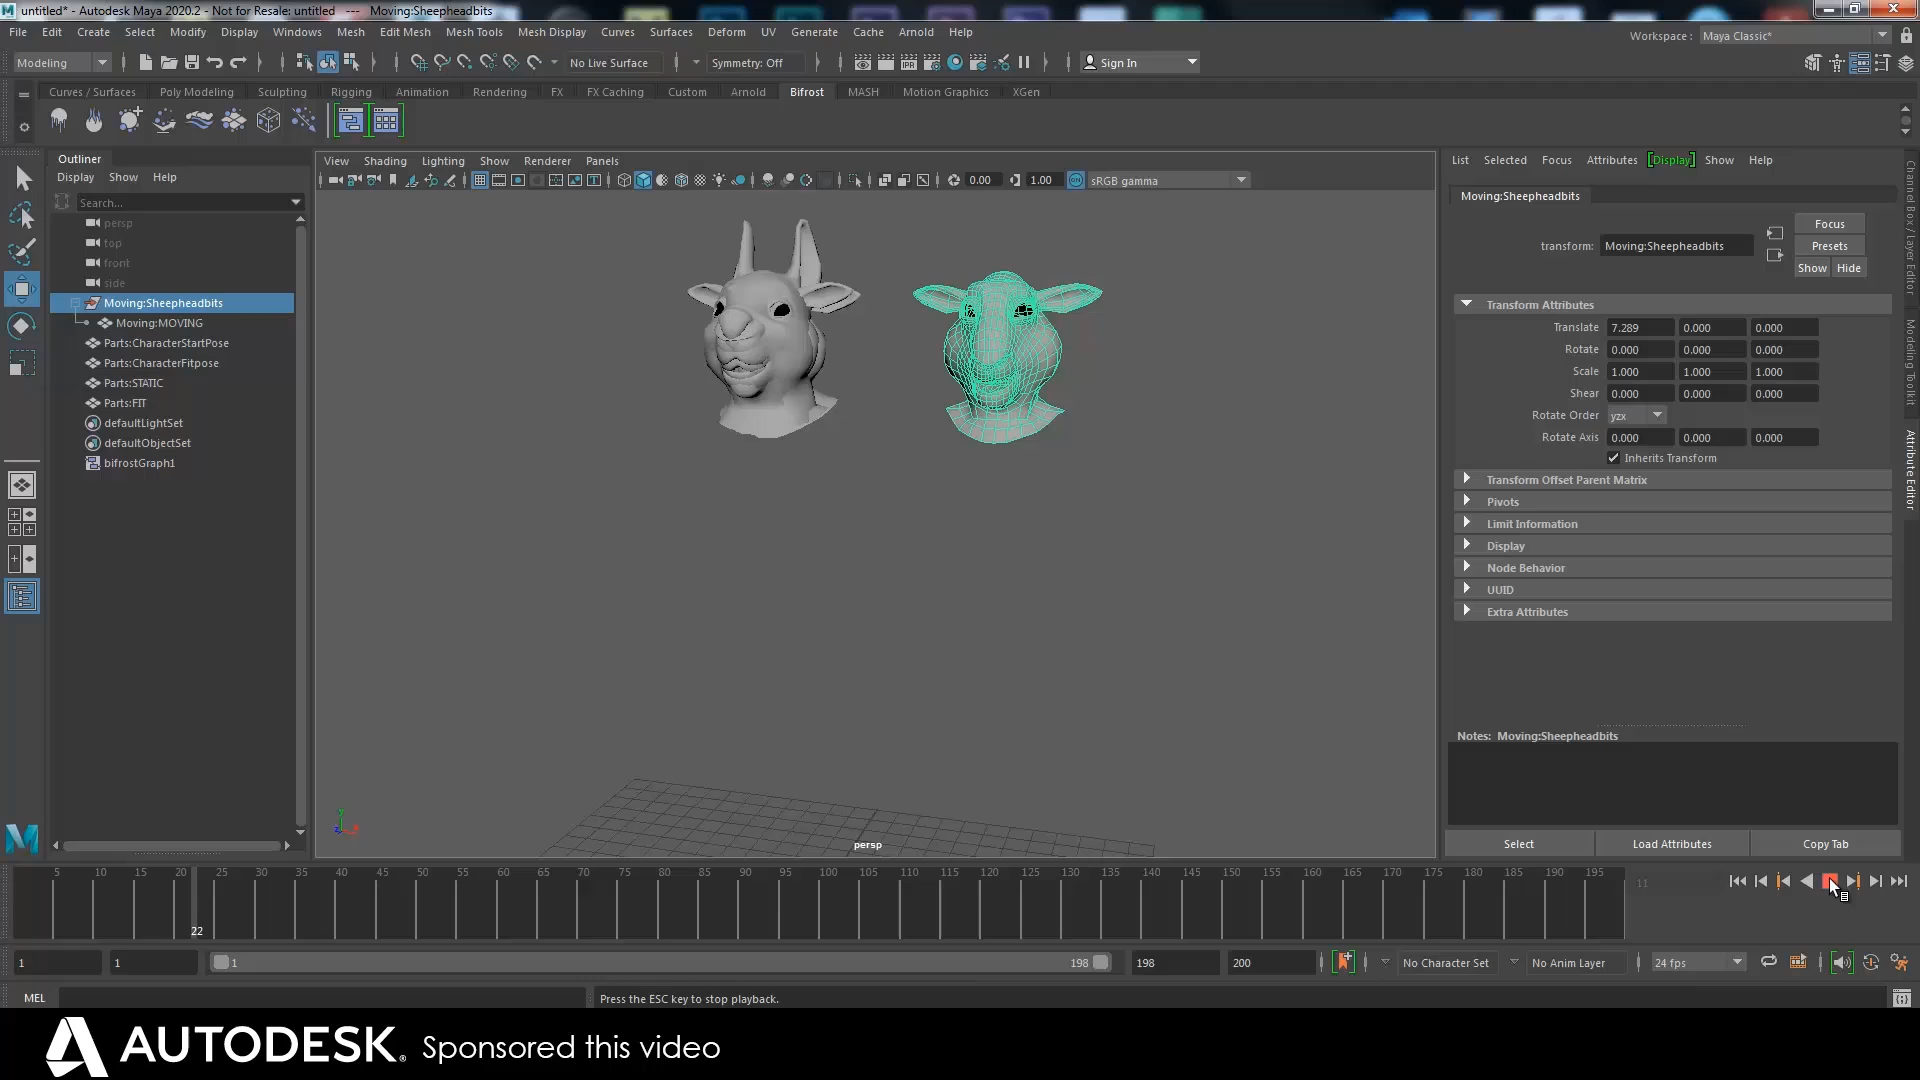 untitled* - Autodesk Maya 2020.2 - Not for Resale: untitled --- Moving:Sheepheadbits
File Edit Create Select Modify Display Windows Mesh Edit Mesh Mesh Tools Mesh Display Curves Surfaces Deform UV Generate Cache Arnold Help
Workspace : Maya Classic*
Modeling No Live Surface Symmetry: Off IPR Sign In
Curves / Surfaces Poly Modeling Sculpting Rigging Animation Rendering FX FX Caching Custom Arnold Bifrost MASH Motion Graphics XGen
Outliner
Display Show Help
Search...
persp
top
front
side
Moving:Sheepheadbits
Moving:MOVING
Parts:CharacterStartPose
Parts:CharacterFitpose
Parts:STATIC
Parts:FIT
defaultLightSet
defaultObjectSet
bifrostGraph1
View Shading Lighting Show Renderer Panels
0.00 1.00 ON sRGB gamma
persp
List Selected Focus Attributes [Display] Show Help
Moving:Sheepheadbits
transform: Moving:Sheepheadbits
Focus
Presets
Show Hide
Transform Attributes
Translate 7.289 0.000 0.000
Rotate 0.000 0.000 0.000
Scale 1.000 1.000 1.000
Shear 0.000 0.000 0.000
Rotate Order yzx
Rotate Axis 0.000 0.000 0.000
Inherits Transform
Transform Offset Parent Matrix
Pivots
Limit Information
Display
Node Behavior
UUID
Extra Attributes
Notes: Moving:Sheepheadbits
Select Load Attributes Copy Tab
Channel Box / Layer Editor
Modeling Toolkit
Attribute Editor
5 10 15 20 25 30 35 40 45 50 55 60 65 70 75 80 85 90 95 100 105 110 115 120 125 130 135 140 145 150 155 160 165 170 175 180 185 190 195
22
11
1 1 1 198 198 200 No Character Set No Anim Layer 24 fps
MEL Press the ESC key to stop playback.
AUTODESK. Sponsored this video